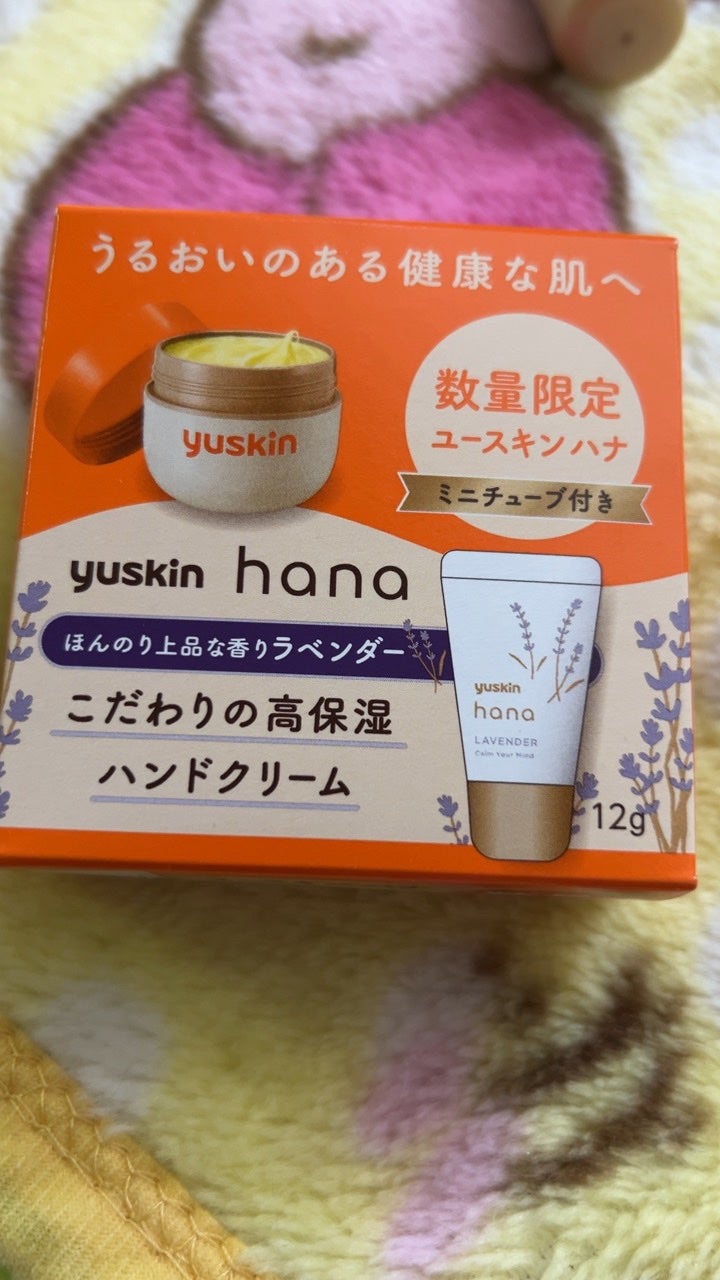 うるおいのある健康な肌へ
yuskin
数量限定
ユースキン ハナ
ミニチューブ付き
yuskin hana
ほんのり上品な香りラベンダー
こだわりの高保湿
ハンドクリーム
yuskin
hana
LAVENDER
Calm Your Mind
12g